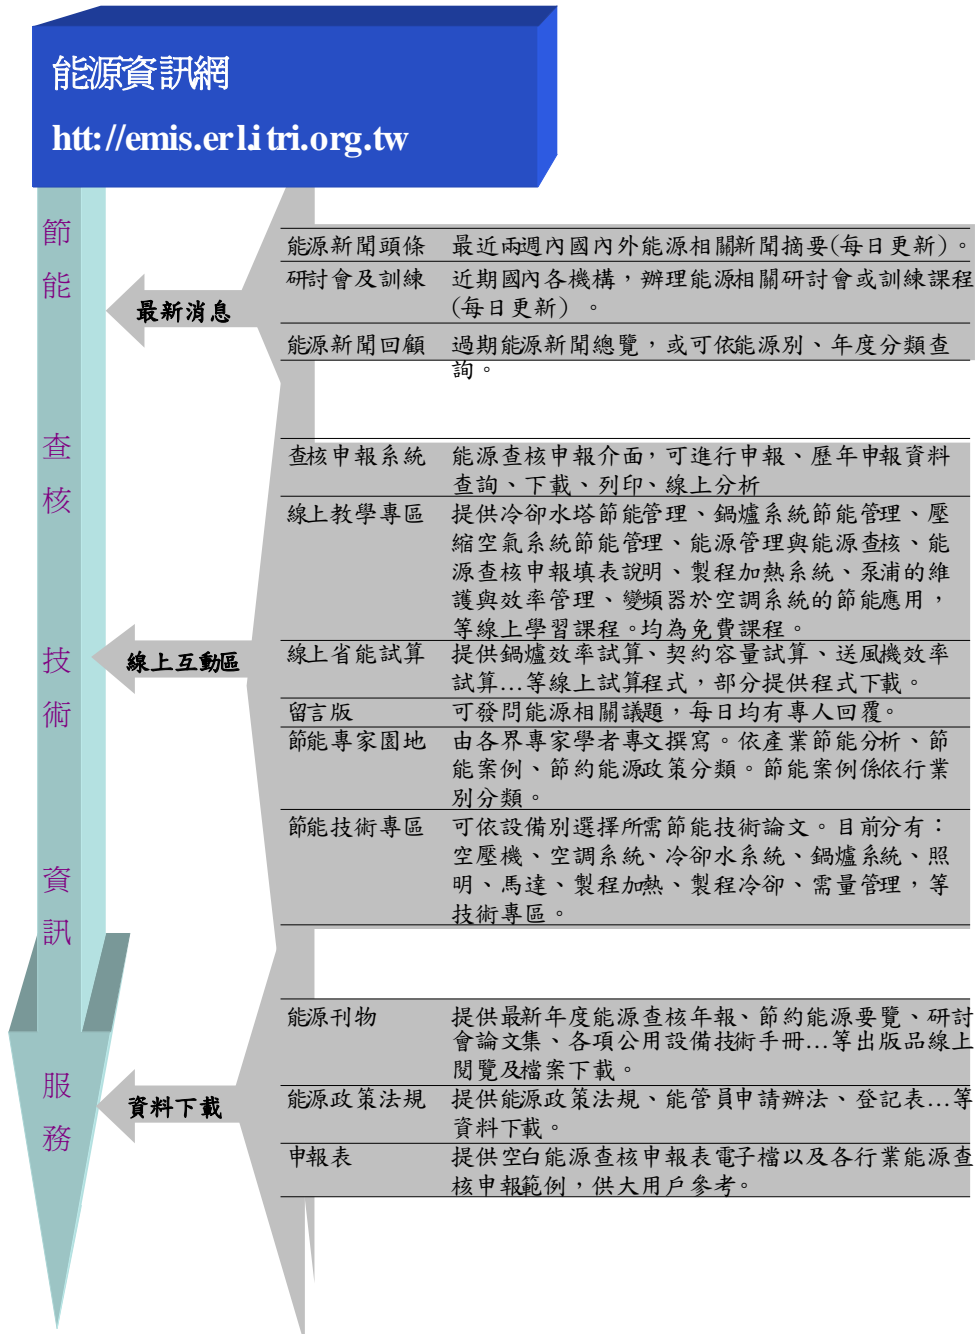 能源資訊網
htt://emis.erl.itri.org.tw
節能
查核
技術
資訊
服務
最新消息
能源新聞頭條 最近兩週內國內外能源相關新聞摘要(每日更新)。
研討會及訓練 近期國內各機構，辦理能源相關研討會或訓練課程
(每日更新) 。
能源新聞回顧 過期能源新聞總覽，或可依能源別、年度分類查
詢。
線上互動區
查核申報系統 能源查核申報介面，可進行申報、歷年申報資料
查詢、下載、列印、線上分析
線上教學專區 提供冷卻水塔節能管理、鍋爐系統節能管理、壓
縮空氣系統節能管理、能源管理與能源查核、能
源查核申報填表說明、製程加熱系統、泵浦的維
護與效率管理、變頻器於空調系統的節能應用，
等線上學習課程。均為免費課程。
線上省能試算 提供鍋爐效率試算、契約容量試算、送風機效率
試算…等線上試算程式，部分提供程式下載。
留言版 可發問能源相關議題，每日均有專人回覆。
節能專家園地 由各界專家學者專文撰寫。依產業節能分析、節
能案例、節約能源政策分類。節能案例係依行業
別分類。
節能技術專區 可依設備別選擇所需節能技術論文。目前分有：
空壓機、空調系統、冷卻水系統、鍋爐系統、照
明、馬達、製程加熱、製程冷卻、需量管理，等
技術專區。
資料下載
能源刊物 提供最新年度能源查核年報、節約能源要覽、研討
會論文集、各項公用設備技術手冊…等出版品線上
閱覽及檔案下載。
能源政策法規 提供能源政策法規、能管員申請辦法、登記表…等
資料下載。
申報表 提供空白能源查核申報表電子檔以及各行業能源查
核申報範例，供大用戶參考。